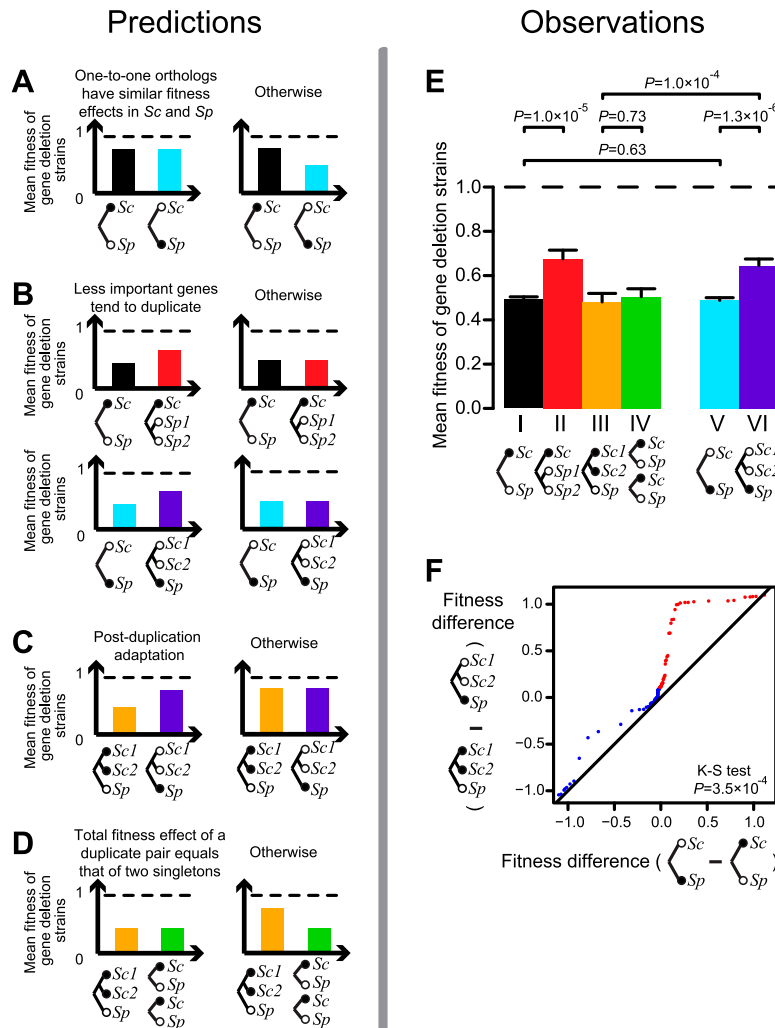 Predictions
Observations
A
One-to-one orthologs
have similar fitness
effects in Sc and Sp
Otherwise
Mean fitness of
gene deletion
strains
1
0
Sc
Sp
Sc
Sp
Sc
Sp
Sc
Sp
B
Less important genes
tend to duplicate
Otherwise
Mean fitness of
gene deletion
strains
1
0
Sc
Sp
Sc
Sp1
Sp2
Sc
Sp
Sc
Sp1
Sp2
Mean fitness of
gene deletion
strains
1
0
Sc
Sp
Sc1
Sc2
Sp
Sc
Sp
Sc1
Sc2
Sp
C
Post-duplication
adaptation
Otherwise
Mean fitness of
gene deletion
strains
1
0
Sc1
Sc2
Sp
Sc1
Sc2
Sp
Sc1
Sc2
Sp
Sc1
Sc2
Sp
D
Total fitness effect of a
duplicate pair equals
that of two singletons
Otherwise
Mean fitness of
gene deletion
strains
1
0
Sc1
Sc2
Sp
Sc
Sp
Sc
Sp
Sc1
Sc2
Sp
Sc
Sp
Sc
Sp
E
P=1.0×10-4
P=1.0×10-5
P=0.73
P=1.3×10-6
P=0.63
Mean fitness of gene deletion strains
1.0
0.8
0.6
0.4
0.2
0.0
I II III IV V VI
Sc
Sp
Sc
Sp1
Sp2
Sc1
Sc2
Sp
Sc
Sp
Sc
Sp
Sc
Sp
Sc1
Sc2
Sp
F
Fitness
difference
(
Sc1
Sc2
Sp
−
Sc1
Sc2
Sp
)
1.0
0.5
0.0
−0.5
−1.0
K-S test
P=3.5×10-4
−1.0 0.0 0.5 1.0
Fitness difference ( Sc Sp − Sc Sp )